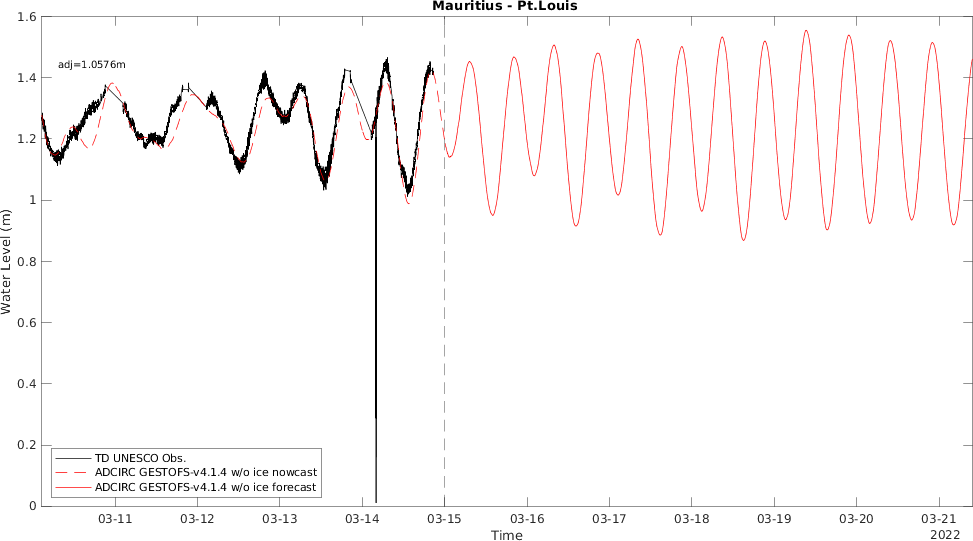 Mauritius - Pt.Louis
1.6
1.4
1.2
1
0.8
0.6
0.4
0.2
0
Water Level (m)
adj=1.0576m
TD UNESCO Obs.
ADCIRC GESTOFS-v4.1.4 w/o ice nowcast
ADCIRC GESTOFS-v4.1.4 w/o ice forecast
03-11 03-12 03-13 03-14 03-15 03-16 03-17 03-18 03-19 03-20 03-21
Time
2022